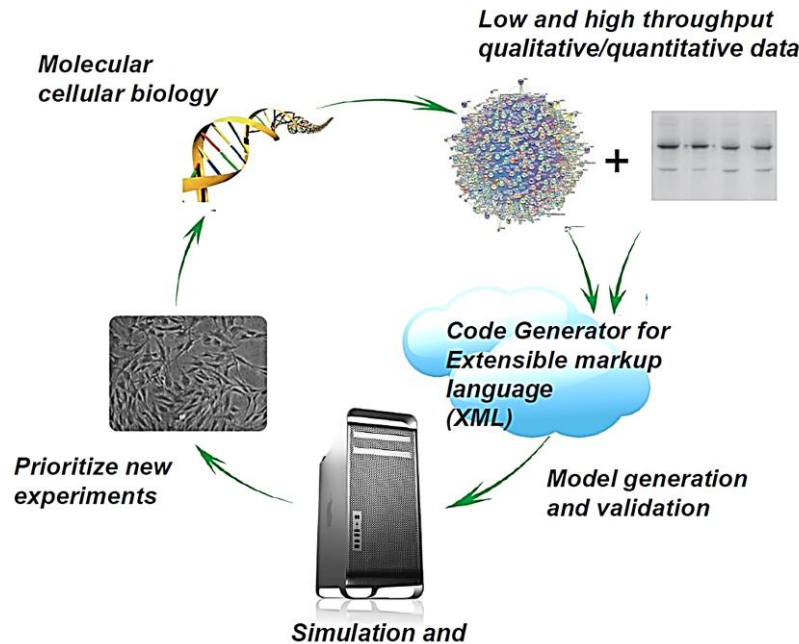 Low and high throughput
qualitative/quantitative data
Molecular
cellular biology
+
Code Generator for
Extensible markup
language
(XML)
Prioritize new
experiments
Model generation
and validation
Simulation and